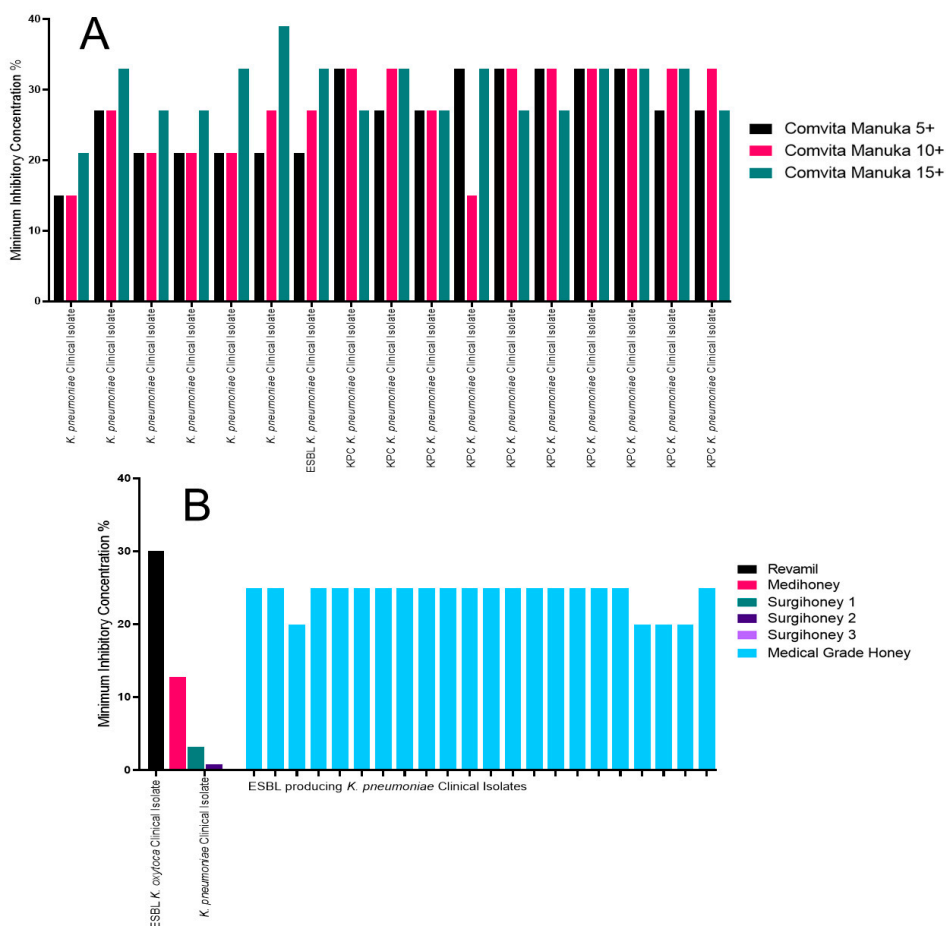 A
Minimum Inhibitory Concentration %
40
30
20
10
0
Comvita Manuka 5+
Comvita Manuka 10+
Comvita Manuka 15+
K. pneumoniae Clinical Isolate
K. pneumoniae Clinical Isolate
K. pneumoniae Clinical Isolate
K. pneumoniae Clinical Isolate
K. pneumoniae Clinical Isolate
K. pneumoniae Clinical Isolate
ESBL K. pneumoniae Clinical Isolate
KPC K. pneumoniae Clinical Isolate
KPC K. pneumoniae Clinical Isolate
KPC K. pneumoniae Clinical Isolate
KPC K. pneumoniae Clinical Isolate
KPC K. pneumoniae Clinical Isolate
KPC K. pneumoniae Clinical Isolate
KPC K. pneumoniae Clinical Isolate
KPC K. pneumoniae Clinical Isolate
KPC K. pneumoniae Clinical Isolate
KPC K. pneumoniae Clinical Isolate
B
Minimum Inhibitory Concentration %
40
30
20
10
0
Revamil
Medihoney
Surgihoney 1
Surgihoney 2
Surgihoney 3
Medical Grade Honey
ESBL producing K. pneumoniae Clinical Isolates
ESBL K. oxytoca Clinical Isolate
K. pneumoniae Clinical Isolate